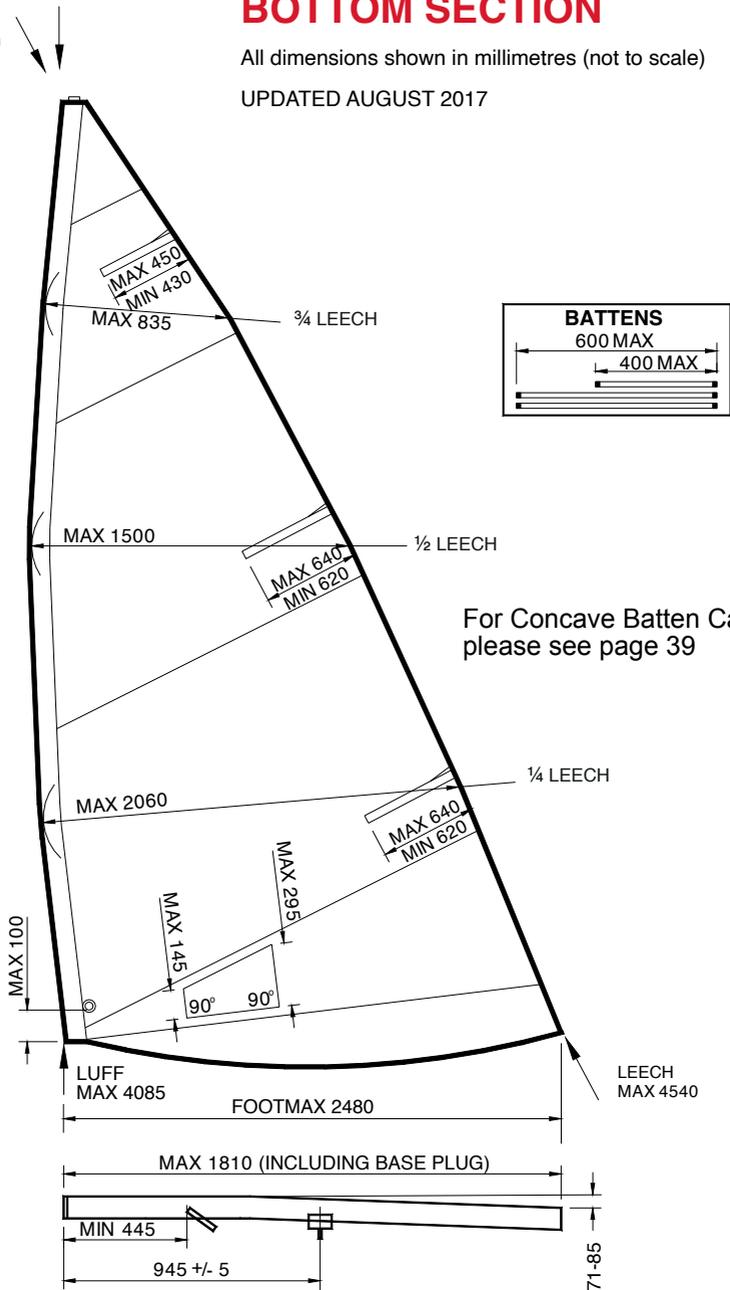 BOTTOM SECTION
All dimensions shown in millimetres (not to scale)
UPDATED AUGUST 2017
MAX 450
MIN 430
MAX 835
¾ LEECH
BATTENS
600 MAX
400 MAX
MAX 1500
½ LEECH
MAX 640
MIN 620
For Concave Batten
please see page 39
¼ LEECH
MAX 2060
MAX 640
MIN 620
MAX 295
MAX 145
MAX 100
90°
90°
LUFF
MAX 4085
LEECH
MAX 4540
FOOTMAX 2480
MAX 1810 (INCLUDING BASE PLUG)
MIN 445
945 +/- 5
71-85